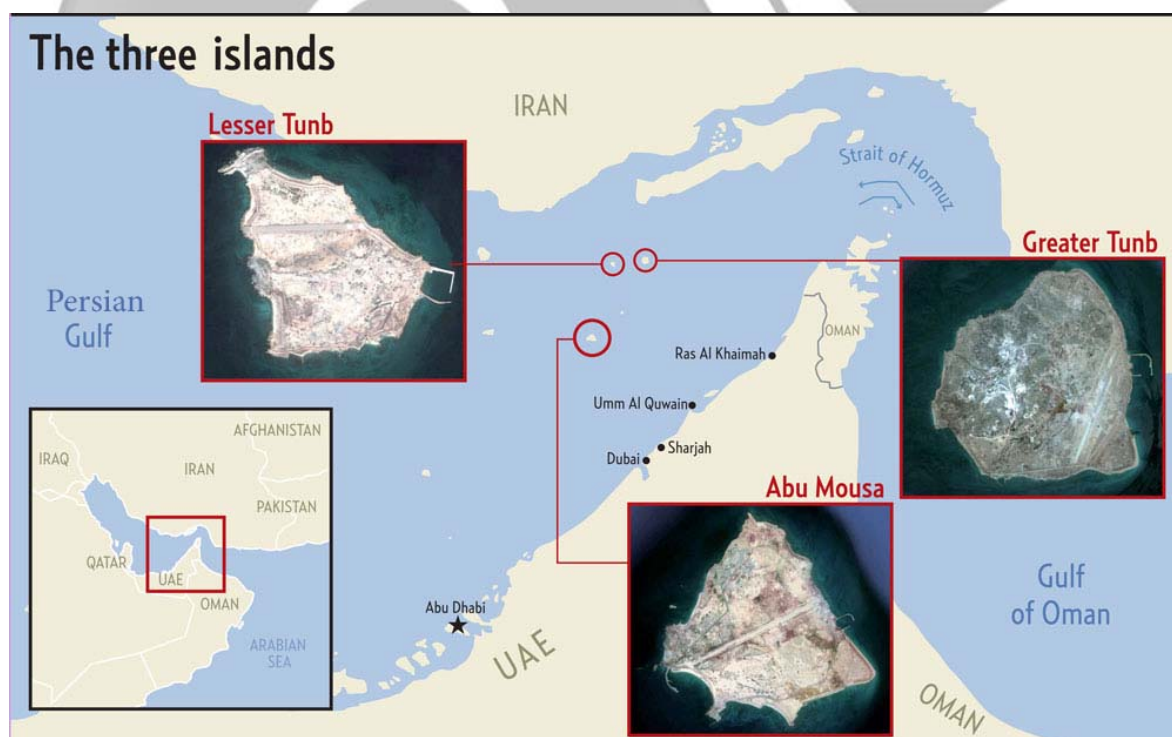 The three islands
IRAN
Lesser Tunb
Strait of Hormuz
Greater Tunb
Persian
Gulf
OMAN
Ras Al Khaimah
Umm Al Quwain
Sharjah
Dubai
Abu Mousa
AFGHANISTAN
IRAQ
IRAN
PAKISTAN
QATAR
UAE
OMAN
ARABIAN
SEA
Abu Dhabi
UAE
Gulf
of Oman
OMAN